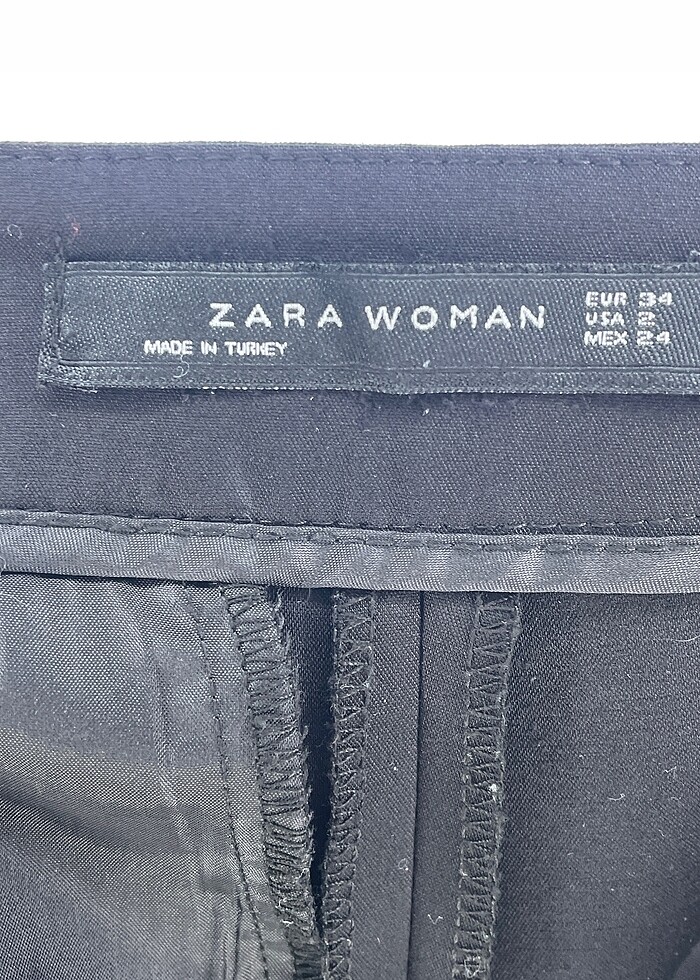 ZARA WOMAN
MADE IN TURKEY
EUR 34
USA 2
MEX 24